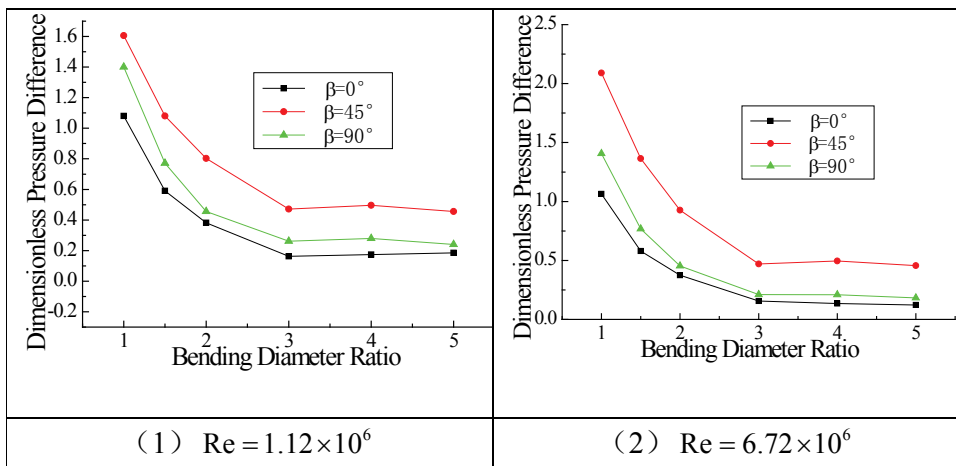 Dimensionless Pressure Difference
1.6
1.4
1.2
1.0
0.8
0.6
0.4
0.2
0.0
-0.2
β=0°
β=45°
β=90°
1 2 3 4 5
Bending Diameter Ratio
(1) Re = 1.12×10⁶
Dimensionless Pressure Difference
2.5
2.0
1.5
1.0
0.5
0.0
β=0°
β=45°
β=90°
1 2 3 4 5
Bending Diameter Ratio
(2) Re = 6.72×10⁶